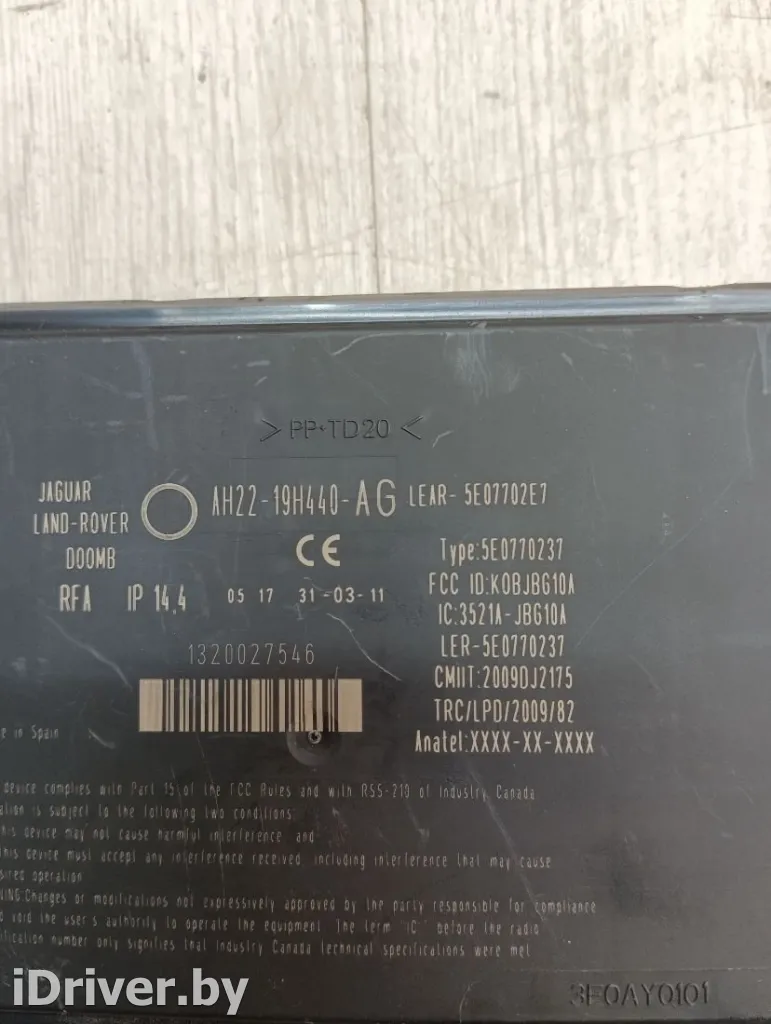 > PP-TD20 <
JAGUAR
LAND-ROVER
D00MB
AH22-19H440-AG LEAR- 5E07702E7
CE
RFA IP 14,4 05 17 31-03-11
1320027546
Type:5E0770237
FCC ID:KOBJBG10A
IC:3521A-JBG10A
LER-5E0770237
CMIIT:2009DJ2175
TRC/LPD/2009/82
Anatel:XXXX-XX-XXXX
in Spain
device complies with Part 15 of the FCC Rules and with RSS-210 of Industry Canada
is subject to the following two conditions:
this device may not cause harmful interference and
this device must accept any interference received, including interference that may cause
operation
Changes or modifications not expressively approved by the party responsible for compliance
void the user's authority to operate the equipment. The term "IC" before the radio
number only signifies that Industry Canada technical specifications were met
3F0AY0101
iDriver.by